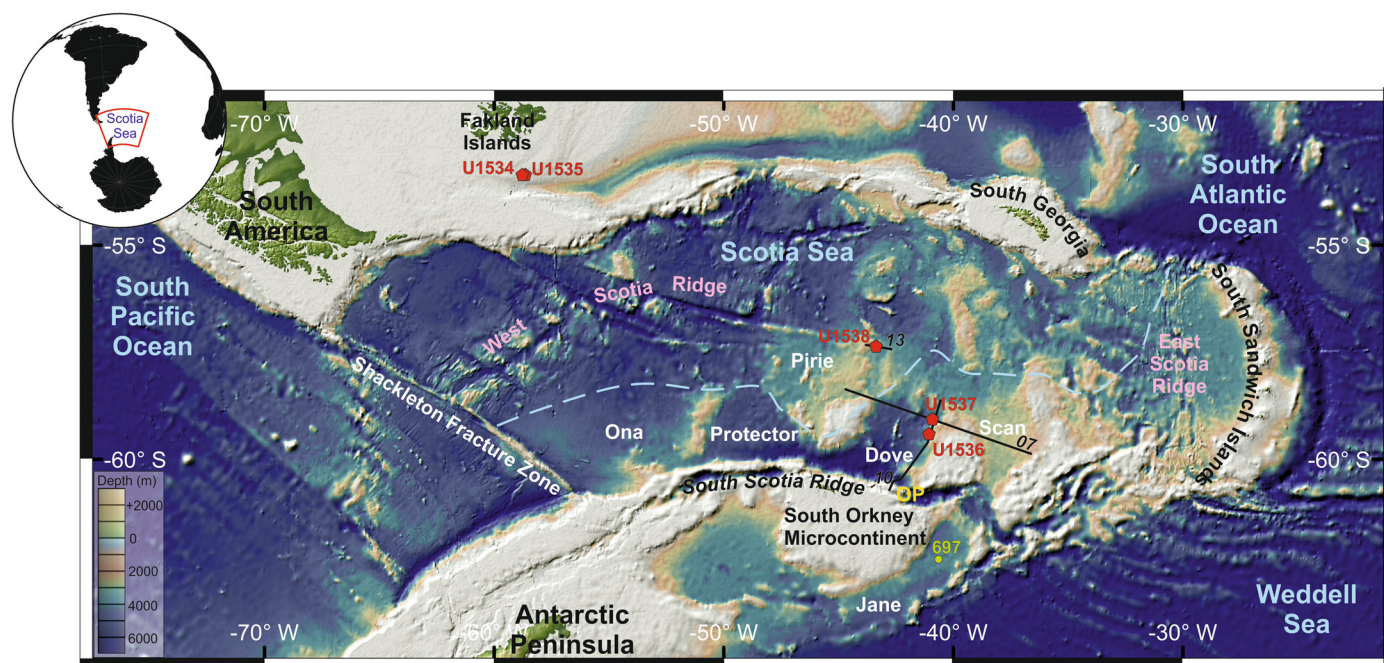 Scotia
Sea
-70° W
-60° W
-50° W
-40° W
-30° W
Fakland
Islands
U1534
U1535
South
America
South
Atlantic
Ocean
South Georgia
-55° S
-55° S
Scotia Sea
South
Pacific
Ocean
West
Scotia Ridge
South Sandwich Islands
U1538
13
Pirie
East
Scotia
Ridge
Shackleton Fracture Zone
U1537
Ona
Protector
Scan
07
U1536
Dove
-60° S
-60° S
10
OP
South Scotia Ridge
Depth (m)
+2000
0
2000
4000
6000
South Orkney
Microcontinent
697
Jane
Weddell
Sea
Antarctic
Peninsula
-70° W
-60° W
-50° W
-40° W
-30° W